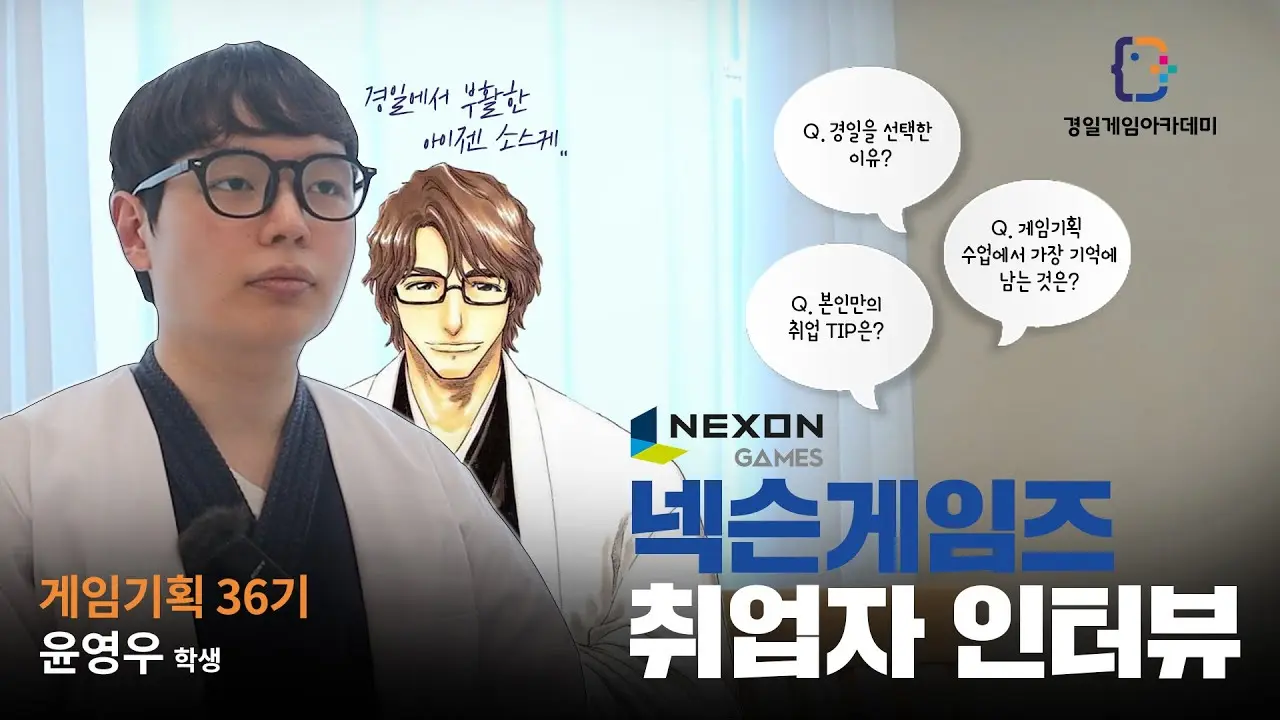 경일에서 부활한
아이젠 소스케..
경일게임아카데미
Q. 경일을 선택한
이유?
Q. 게임기획
수업에서 가장 기억에
남는 것은?
Q. 본인만의
취업 TIP은?
NEXON
GAMES
넥슨게임즈
취업자 인터뷰
게임기획 36기
윤영우 학생